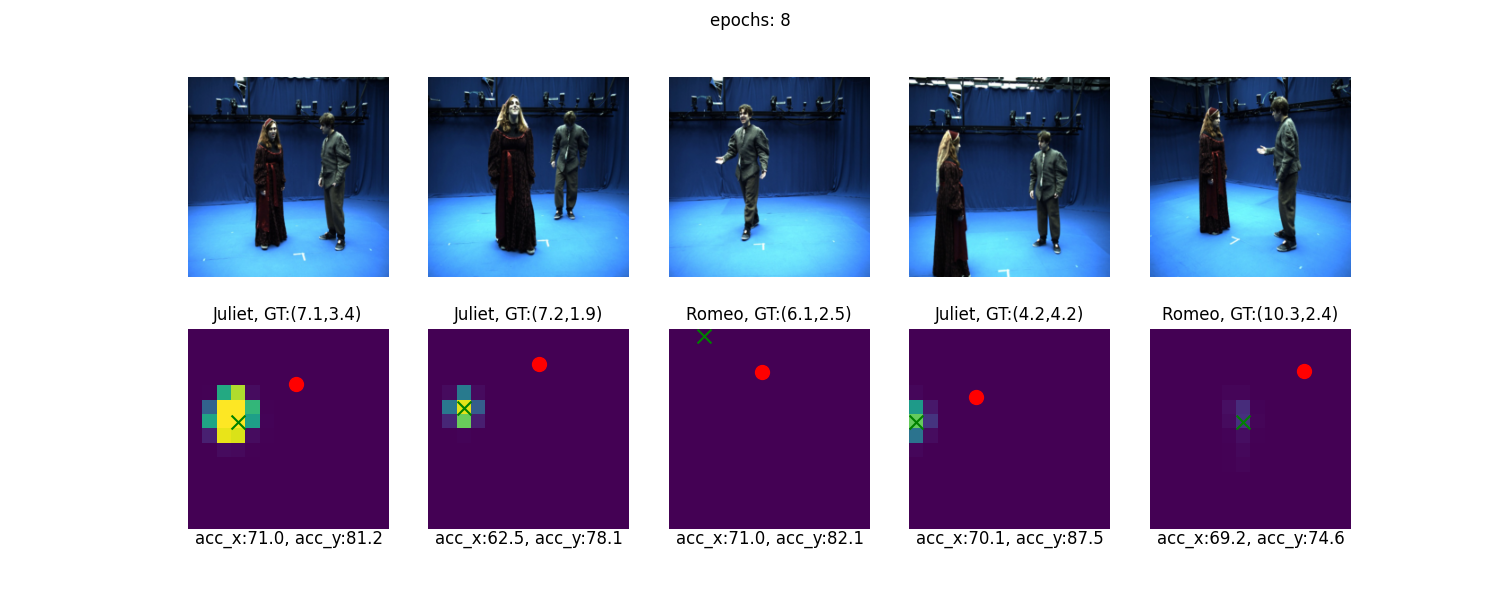 epochs: 8
Juliet, GT:(7.1,3.4)
Juliet, GT:(7.2,1.9)
Romeo, GT:(6.1,2.5)
Juliet, GT:(4.2,4.2)
Romeo, GT:(10.3,2.4)
acc_x:71.0, acc_y:81.2
acc_x:62.5, acc_y:78.1
acc_x:71.0, acc_y:82.1
acc_x:70.1, acc_y:87.5
acc_x:69.2, acc_y:74.6